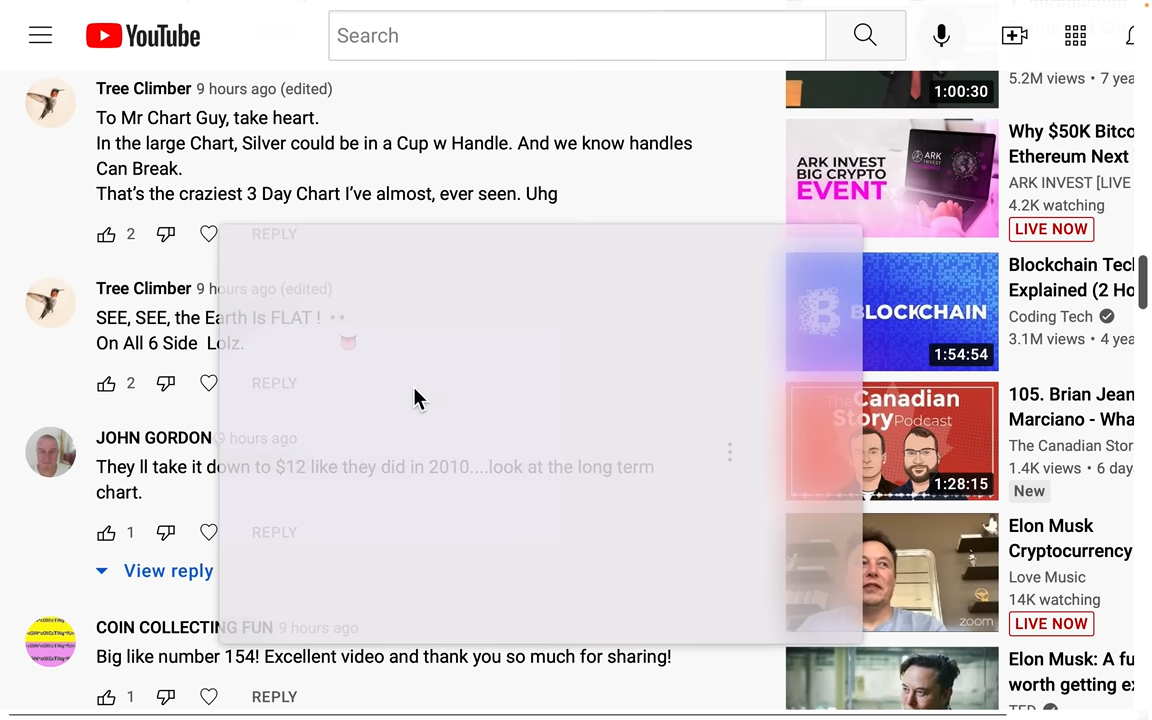 YouTube
Search
Tree Climber 9 hours ago (edited)
To Mr Chart Guy, take heart.
In the large Chart, Silver could be in a Cup w Handle. And we know handles
Can Break.
That's the craziest 3 Day Chart I've almost, ever seen. Uhg
2 REPLY
Tree Climber 9 hours ago (edited)
SEE, SEE, the Earth Is FLAT !
On All 6 Side Lolz.
2 REPLY
JOHN GORDON 9 hours ago
They ll take it down to $12 like they did in 2010....look at the long term
chart.
1 REPLY
View reply
COIN COLLECTING FUN 9 hours ago
Big like number 154! Excellent video and thank you so much for sharing!
1 REPLY
1:00:30
5.2M views • 7 yea
ARK INVEST
BIG CRYPTO
EVENT
ARK
INVEST
Why $50K Bitco
Ethereum Next
ARK INVEST [LIVE
4.2K watching
LIVE NOW
BLOCKCHAIN
1:54:54
Blockchain Tecl
Explained (2 Ho
Coding Tech
3.1M views • 4 yea
The Canadian
Story Podcast
1:28:15
105. Brian Jean
Marciano - Wha
The Canadian Stor
1.4K views • 6 day
New
zoom
Elon Musk
Cryptocurrency
Love Music
14K watching
LIVE NOW
Elon Musk: A fu
worth getting ex
TED